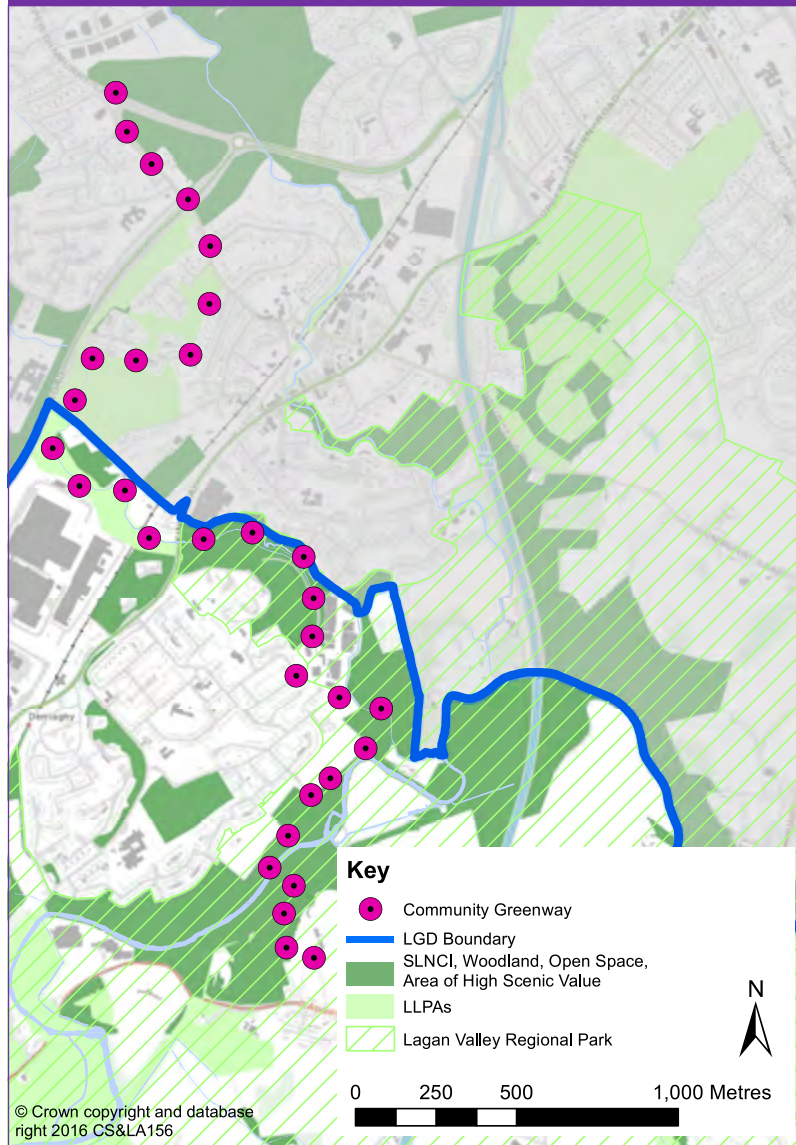 Derriaghy
Key
Community Greenway
LGD Boundary
SLNCI, Woodland, Open Space,
Area of High Scenic Value
LLPAs
Lagan Valley Regional Park
N
0 250 500 1,000 Metres
© Crown copyright and database
right 2016 CS&LA156